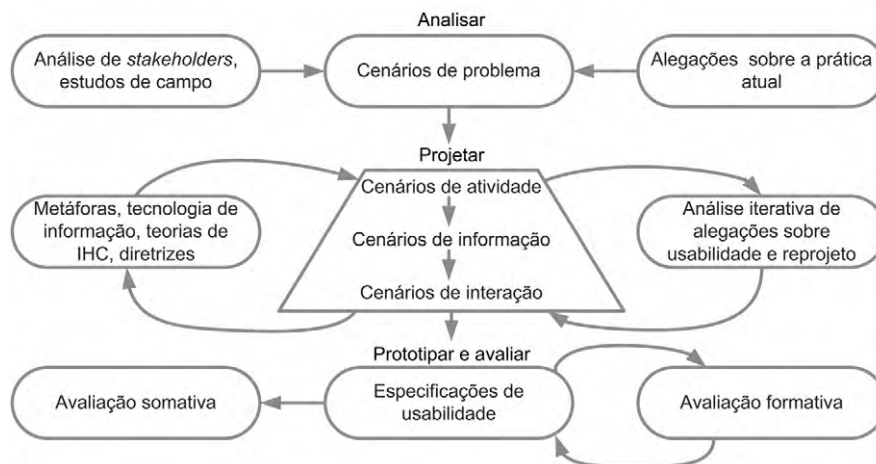 Analisar
Análise de stakeholders,
estudos de campo
Cenários de problema
Alegações sobre a prática
atual
Projetar
Cenários de atividade
Cenários de informação
Cenários de interação
Metáforas, tecnologia de
informação, teorias de
IHC, diretrizes
Análise iterativa de
alegações sobre
usabilidade e reprojeto
Prototipar e avaliar
Avaliação somativa
Especificações de
usabilidade
Avaliação formativa